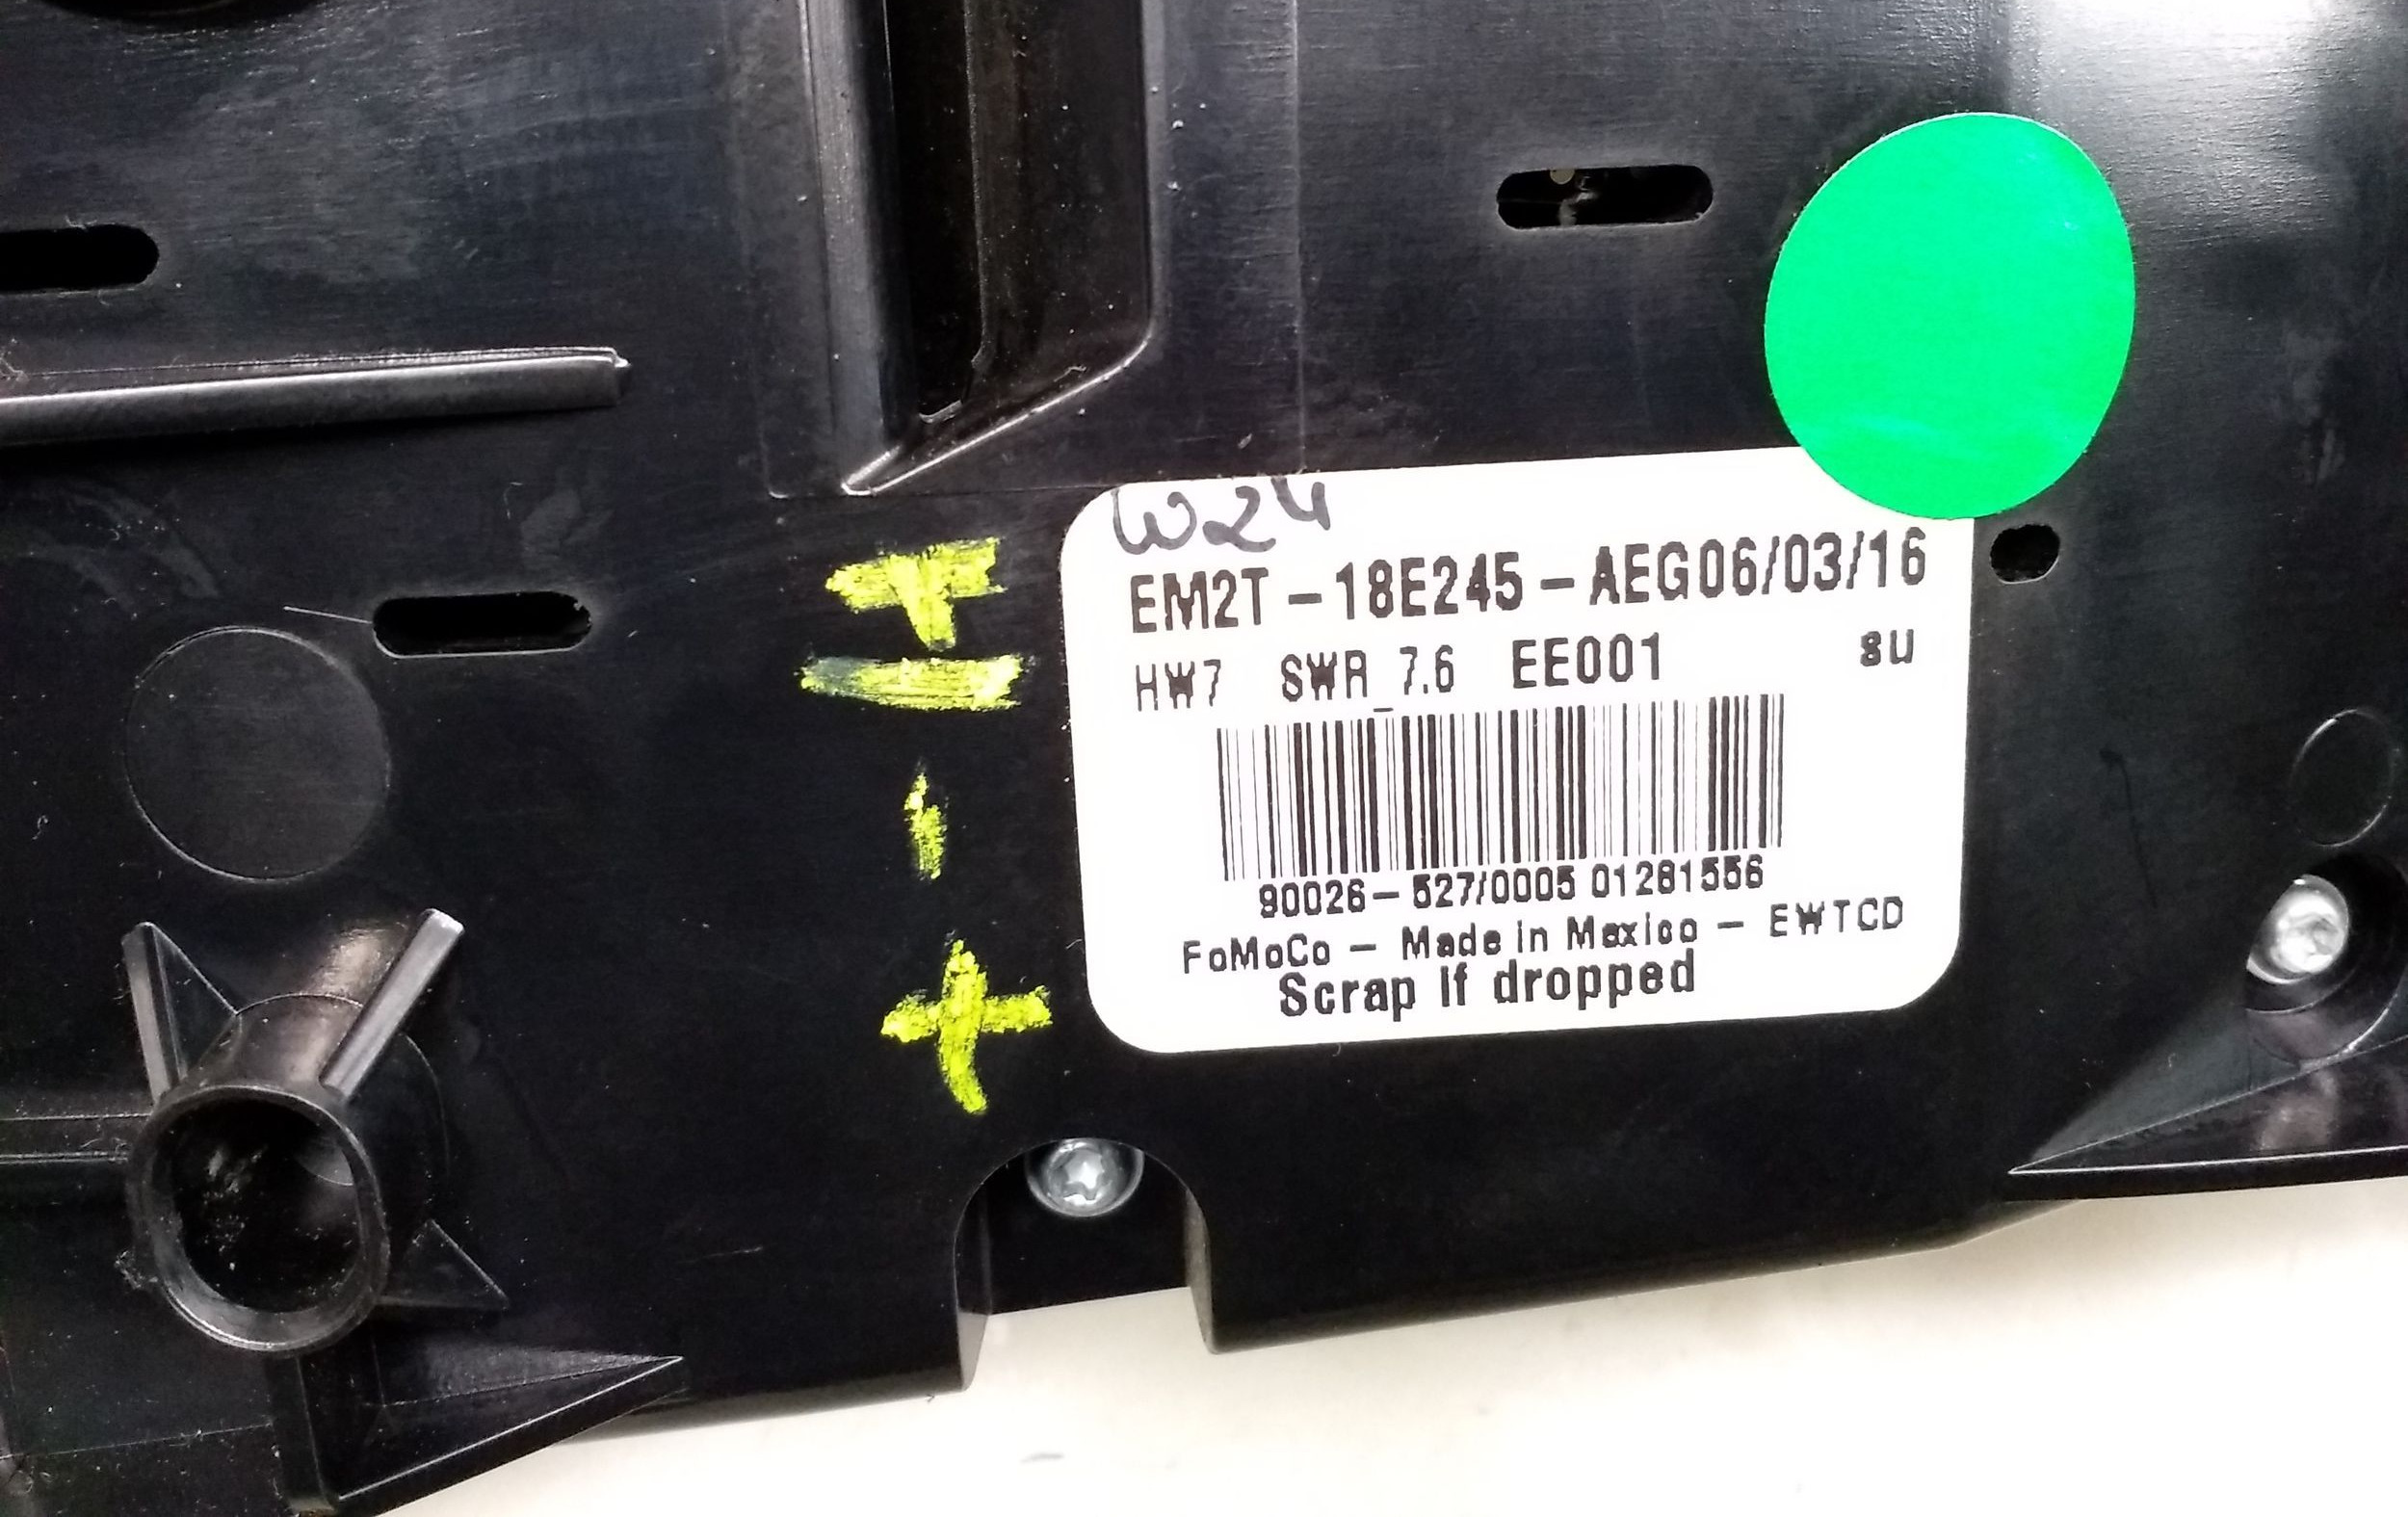 W24
EM2T-18E245-AEG06/03/16
HW7 SWR_7.6 EE001 8U
90026-527/0005 01281556
FoMoCo - Made in Mexico - EWTCD
Scrap if dropped